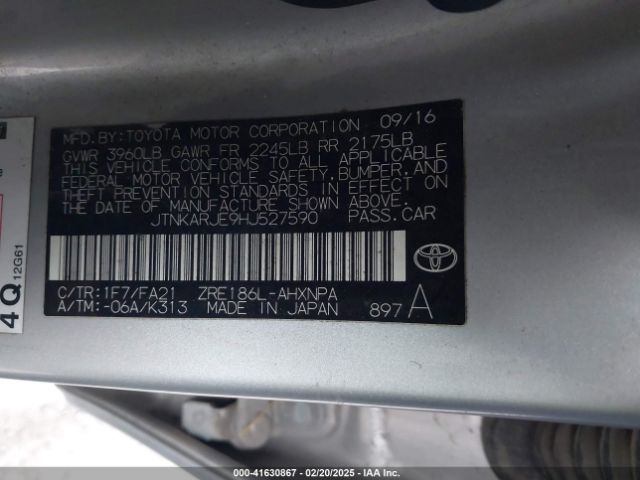 MFD.BY:TOYOTA MOTOR CORPORATION 09/16
GVWR 3960LB GAWR FR 2245LB RR 2175LB
THIS VEHICLE CONFORMS TO ALL APPLICABLE
FEDERAL MOTOR VEHICLE SAFETY,BUMPER,AND
THEFT PREVENTION STANDARDS IN EFFECT ON
THE DATE OF MANUFACTURE SHOWN ABOVE.
JTNKARJE9HJ527590 PASS.CAR
C/TR:1F7/FA21 ZRE186L-AHXNPA
A/TM:-06A/K313 MADE IN JAPAN 897A
TOYOTA
4Q 12G61
000-41630867 - 02/20/2025 - IAA Inc.